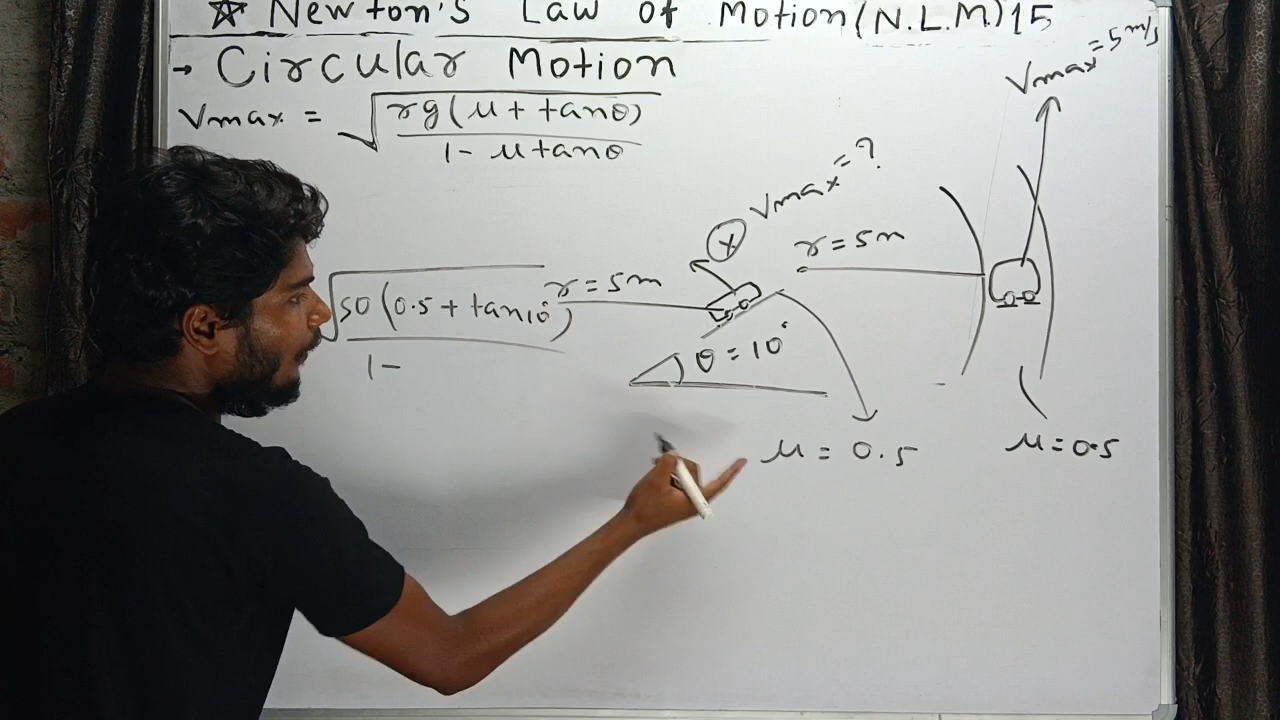 ☆ Newton's Law of Motion (N.L.M) 15
→ Circular Motion
Vmax = √(rg(μ + tanθ) / 1 - μtanθ)
Vmax = 5 m/s
Vmax = ?
r = 5m
r = 5m
√(50(0.5 + tan10°) / 1 -
θ = 10°
μ = 0.5
μ = 0.5